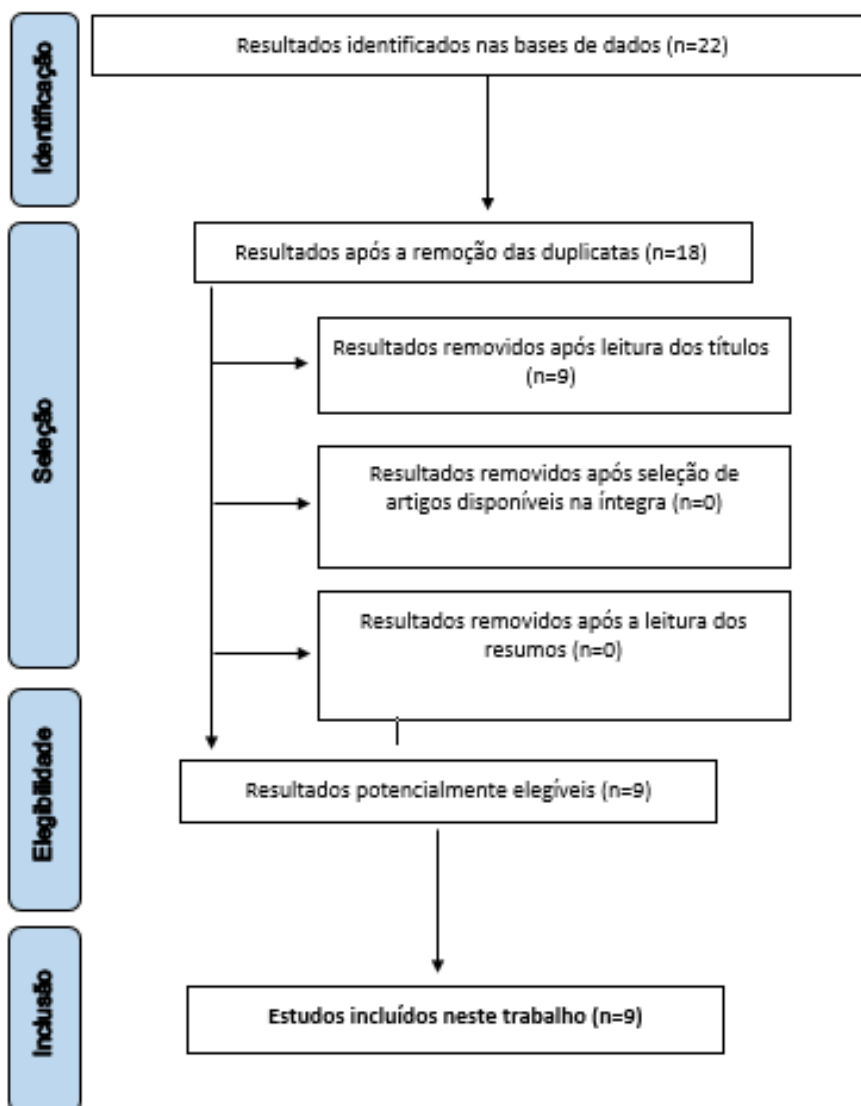 Identificação
Resultados identificados nas bases de dados (n=22)
Seleção
Resultados após a remoção das duplicatas (n=18)
Resultados removidos após leitura dos títulos
(n=9)
Resultados removidos após seleção de
artigos disponíveis na íntegra (n=0)
Resultados removidos após a leitura dos
resumos (n=0)
Elegibilidade
Resultados potencialmente elegíveis (n=9)
Inclusão
Estudos incluídos neste trabalho (n=9)